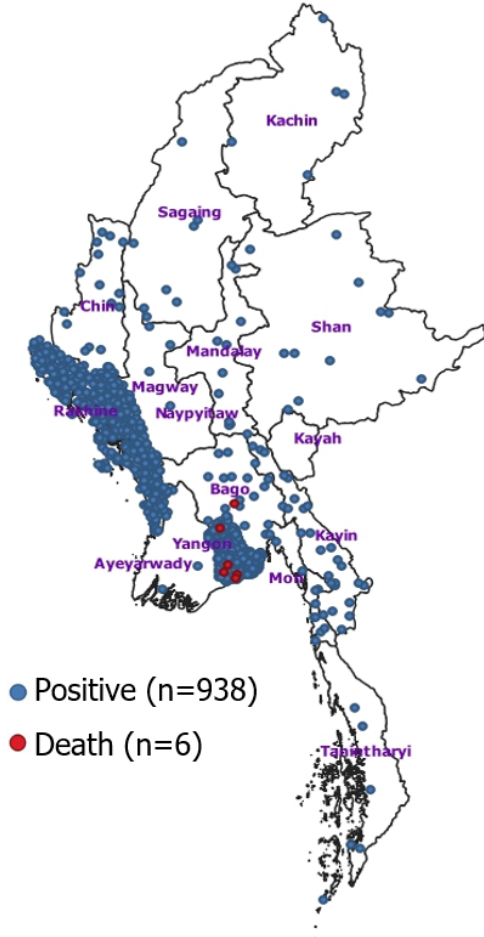 Kachin
Sagaing
Chin
Shan
Mandalay
Magway
Rakhine
Naypyitaw
Kayah
Bago
Kayin
Yangon
Ayeyarwady
Mon
Positive (n=938)
Death (n=6)
Tanintharyi